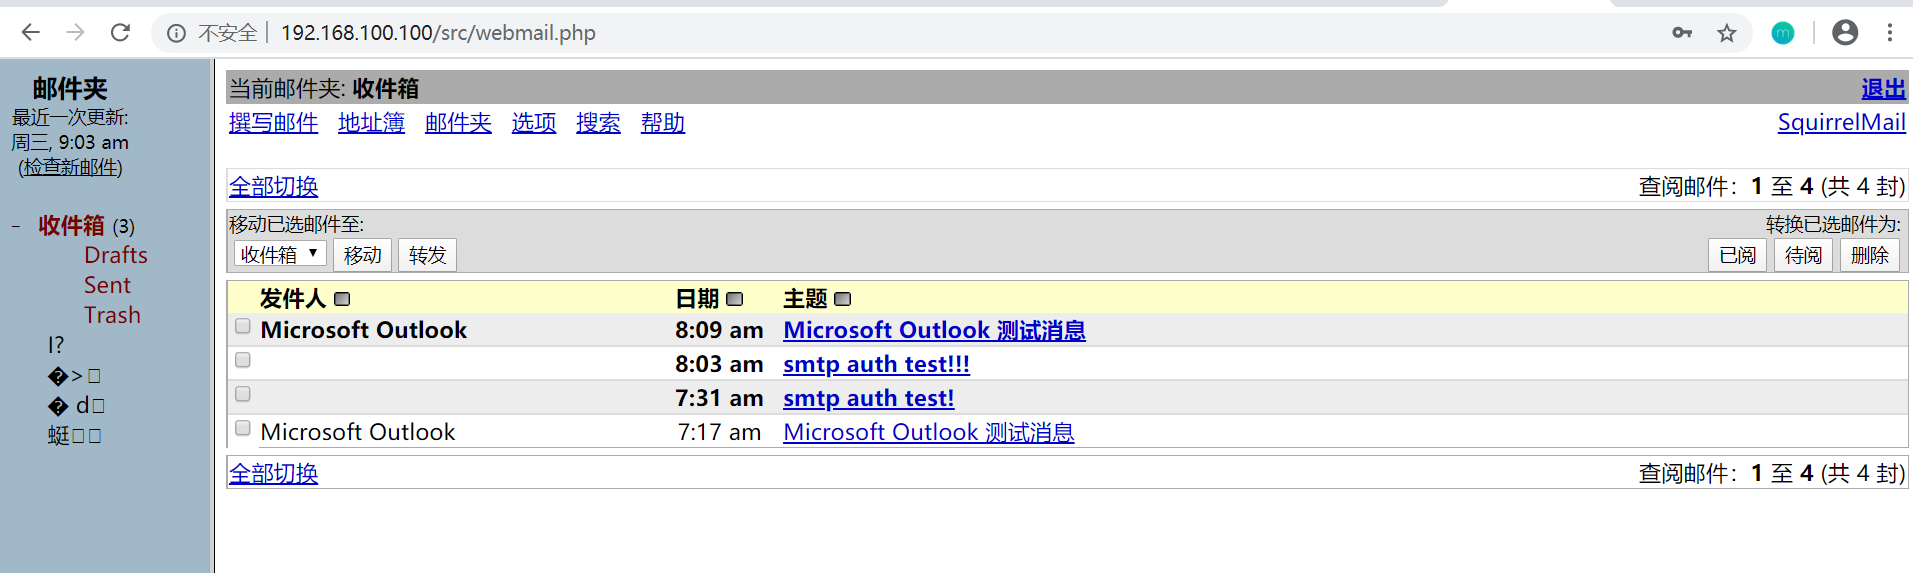 不安全 192.168.100.100/src/webmail.php
邮件夹
最近一次更新:
周三, 9:03 am
(检查新邮件)
- 收件箱 (3)
Drafts
Sent
Trash
I?
�>
� d
蜓
当前邮件夹: 收件箱 退出
撰写邮件 地址簿 邮件夹 选项 搜索 帮助 SquirrelMail
全部切换 查阅邮件: 1 至 4 (共 4 封)
移动已选邮件至: 转换已选邮件为:
收件箱 移动 转发 已阅 待阅 删除
发件人 日期 主题
Microsoft Outlook 8:09 am Microsoft Outlook 测试消息
8:03 am smtp auth test!!!
7:31 am smtp auth test!
Microsoft Outlook 7:17 am Microsoft Outlook 测试消息
全部切换 查阅邮件: 1 至 4 (共 4 封)